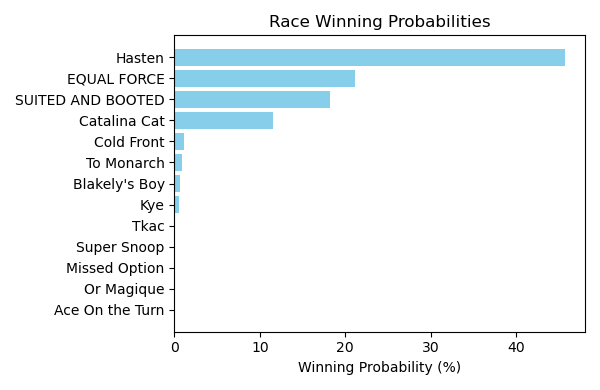 Race Winning Probabilities
Hasten
EQUAL FORCE
SUITED AND BOOTED
Catalina Cat
Cold Front
To Monarch
Blakely's Boy
Kye
Tkac
Super Snoop
Missed Option
Or Magique
Ace On the Turn
0 10 20 30 40
Winning Probability (%)